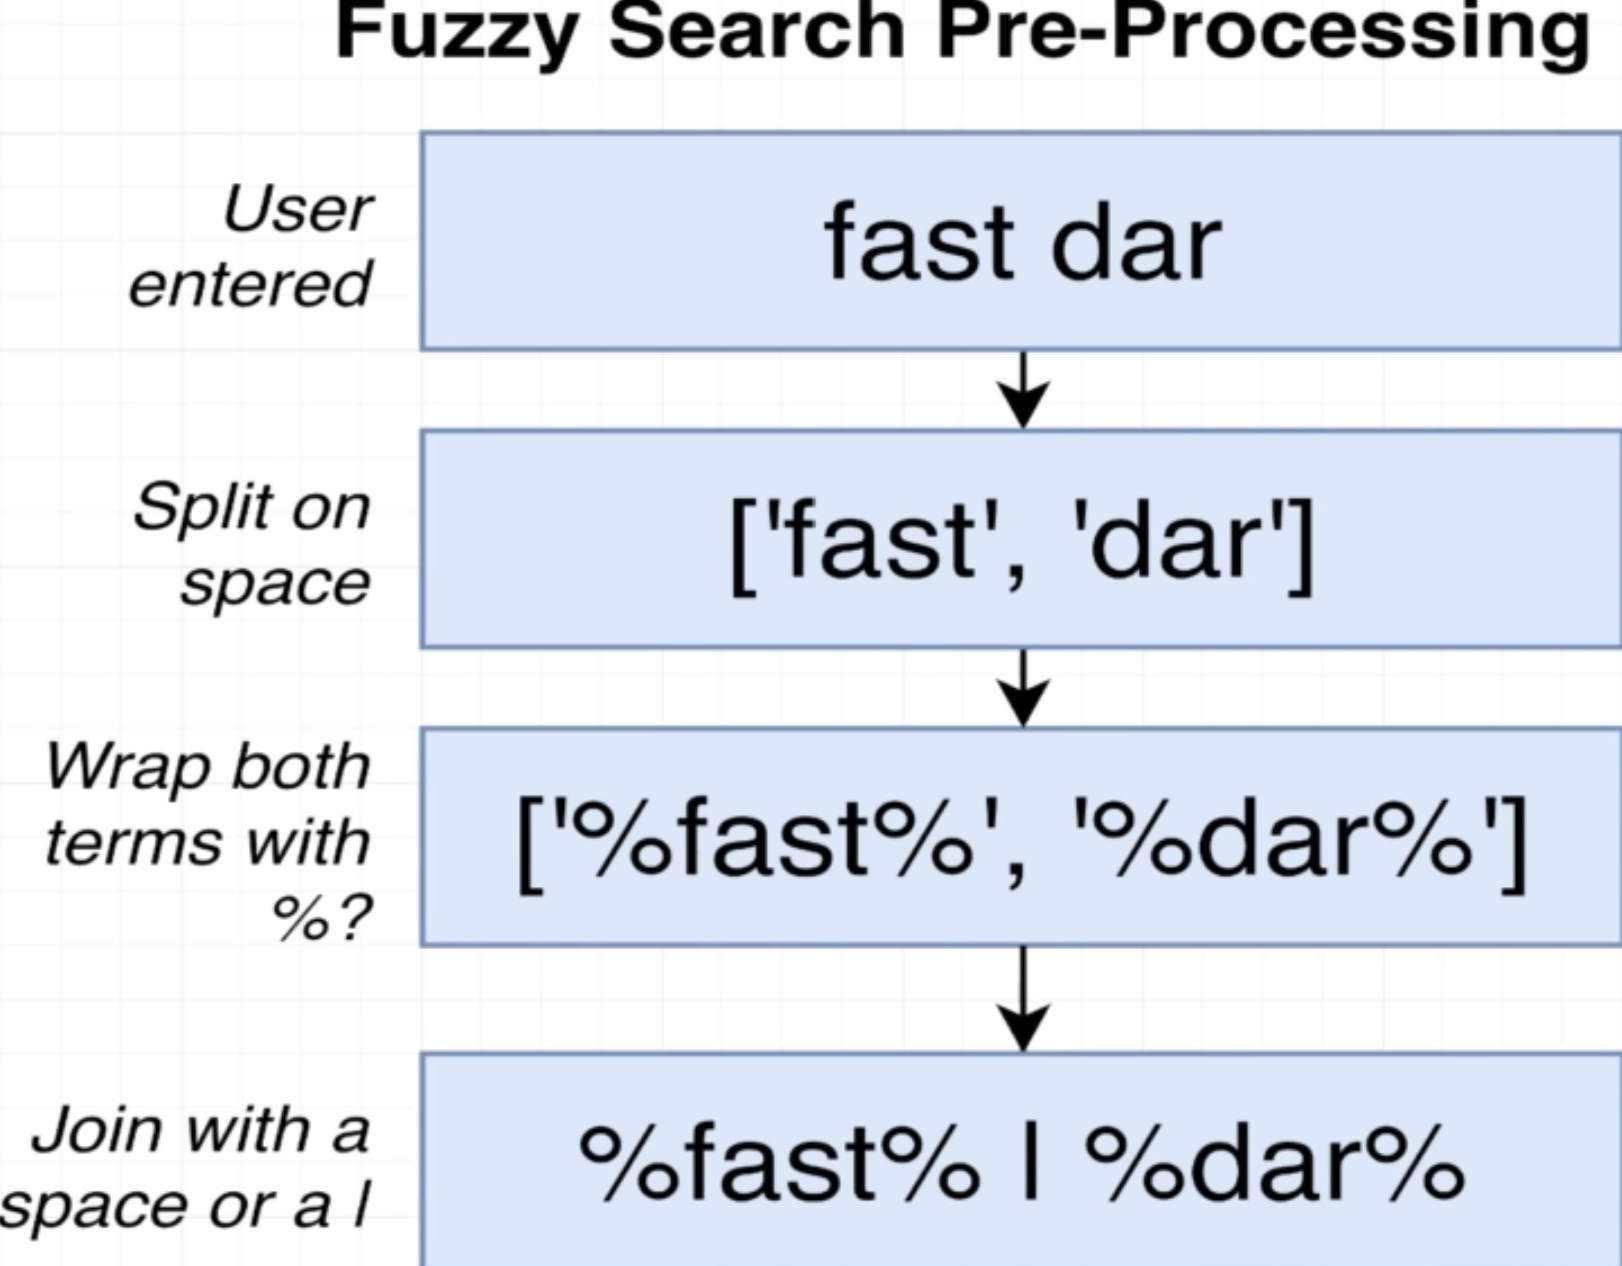 Fuzzy Search Pre-Processing
User
entered
fast dar
Split on
space
['fast', 'dar']
Wrap both
terms with
%?
['%fast%', '%dar%']
Join with a
space or a |
%fast% | %dar%